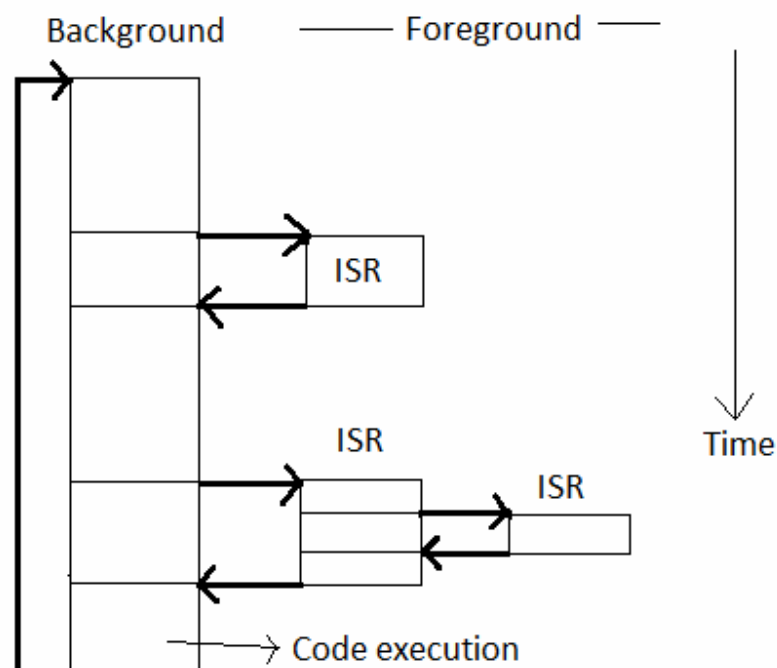 Background
Foreground
ISR
Time
ISR
ISR
Code execution